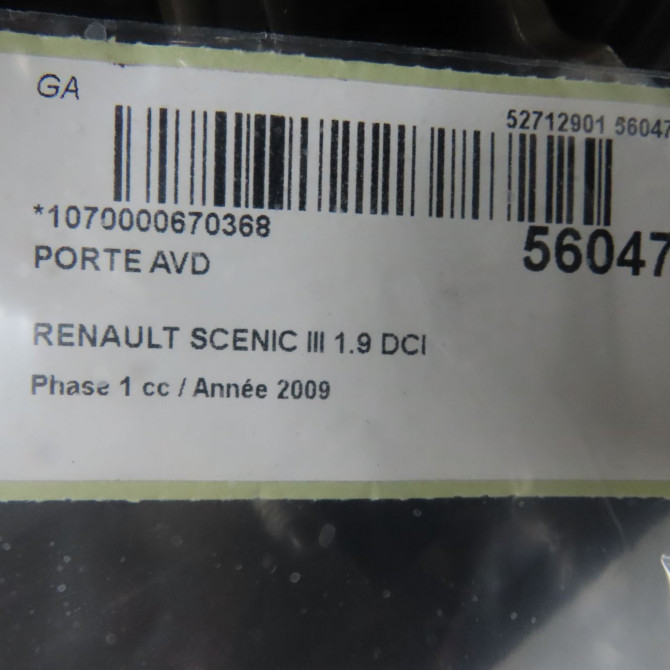 GA
52712901 56047
*1070000670368
56047
PORTE AVD
RENAULT SCENIC III 1.9 DCI
Phase 1 cc / Année 2009